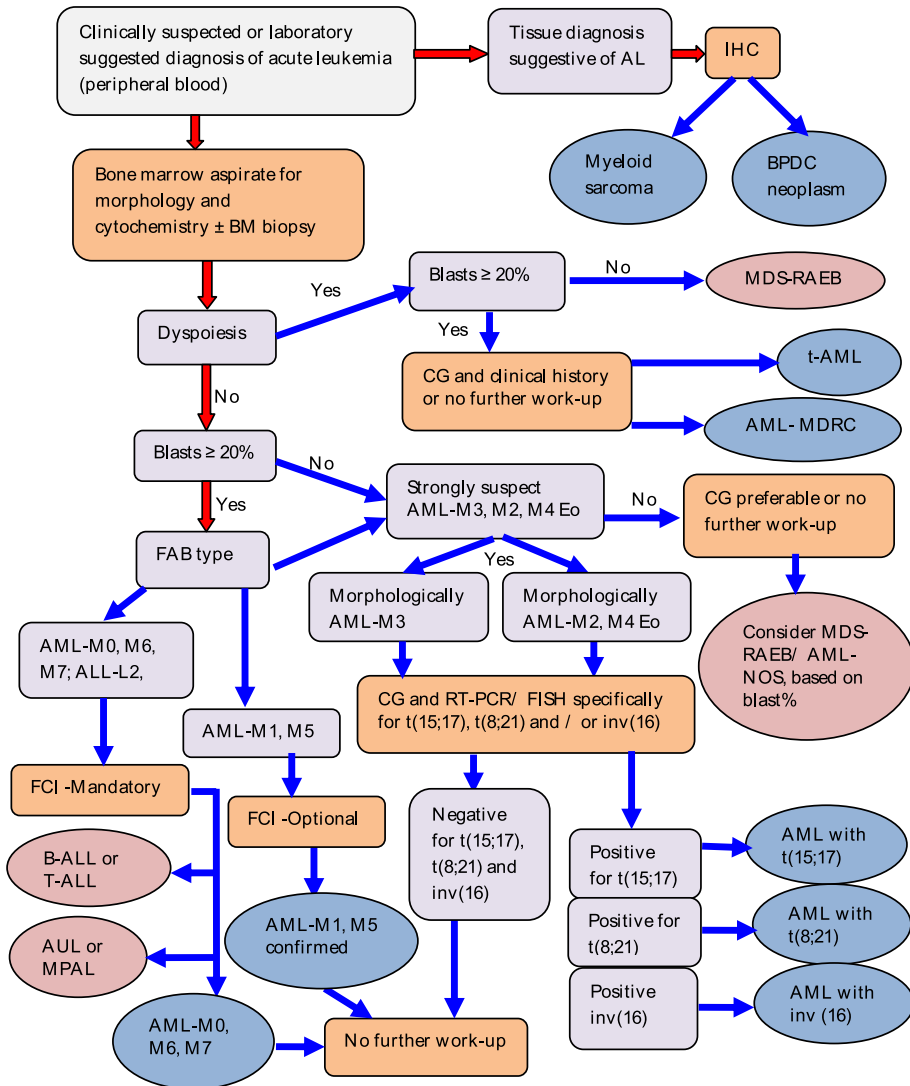 Clinically suspected or laboratory
suggested diagnosis of acute leukemia
(peripheral blood)
Tissue diagnosis
suggestive of AL
IHC
Myeloid
sarcoma
BPDC
neoplasm
Bone marrow aspirate for
morphology and
cytochemistry ± BM biopsy
Yes
Blasts ≥ 20%
No
MDS-RAEB
Dyspoiesis
Yes
CG and clinical history
or no further work-up
t-AML
AML- MDRC
No
Blasts ≥ 20%
No
Strongly suspect
AML-M3, M2, M4 Eo
No
CG preferable or no
further work-up
Yes
FAB type
Yes
Morphologically
AML-M3
Morphologically
AML-M2, M4 Eo
Consider MDS-
RAEB/ AML-
NOS, based on
blast%
AML-M0, M6,
M7; ALL-L2,
CG and RT-PCR/ FISH specifically
for t(15;17), t(8;21) and / or inv(16)
AML-M1, M5
FCI -Mandatory
FCI -Optional
Negative
for t(15;17),
t(8;21) and
inv(16)
Positive
for t(15;17)
AML with
t(15;17)
B-ALL or
T-ALL
AML-M1, M5
confirmed
Positive for
t(8;21)
AML with
t(8;21)
AUL or
MPAL
Positive
inv(16)
AML with
inv (16)
AML-M0,
M6, M7
No further work-up